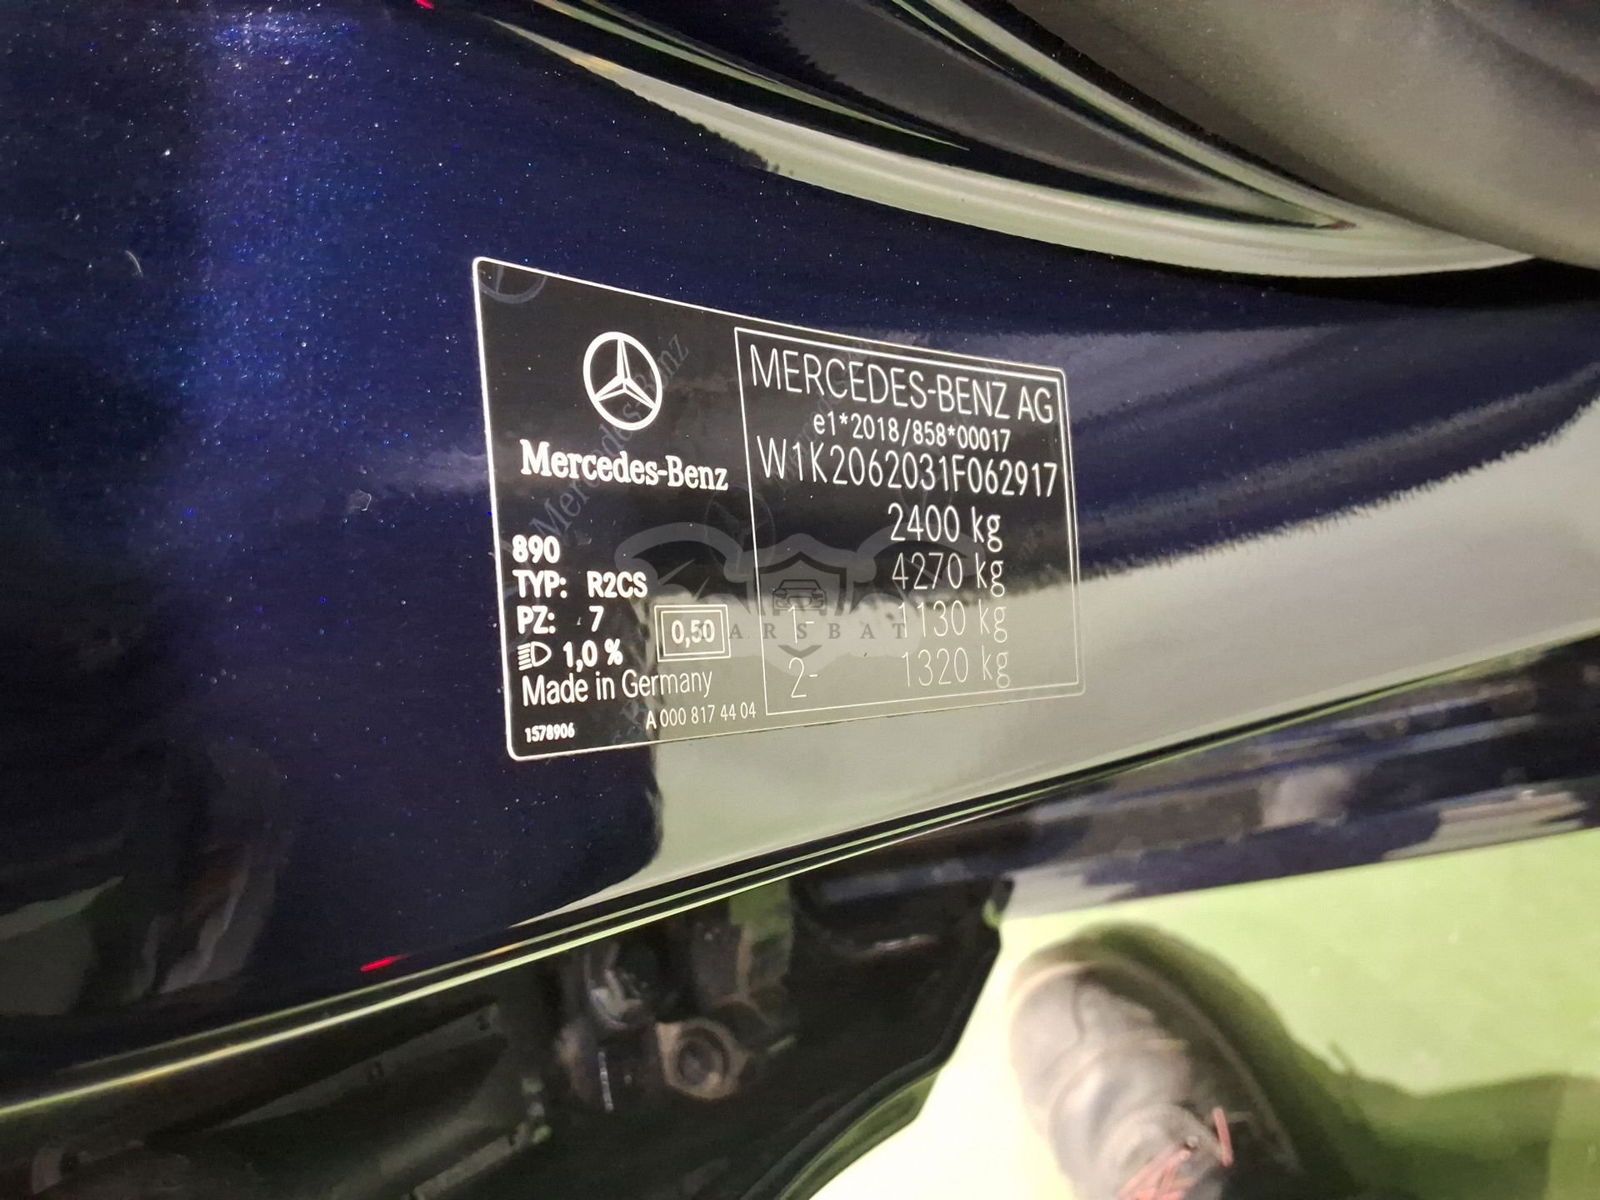 Mercedes-Benz
890
TYP: R2CS
PZ: 7
1,0 %
0,50
Made in Germany
1578906
A 000 817 44 04
MERCEDES-BENZ AG
e1*2018/858*00017
W1K2062031F062917
2400 kg
4270 kg
1- 1130 kg
2- 1320 kg
CARSBAT